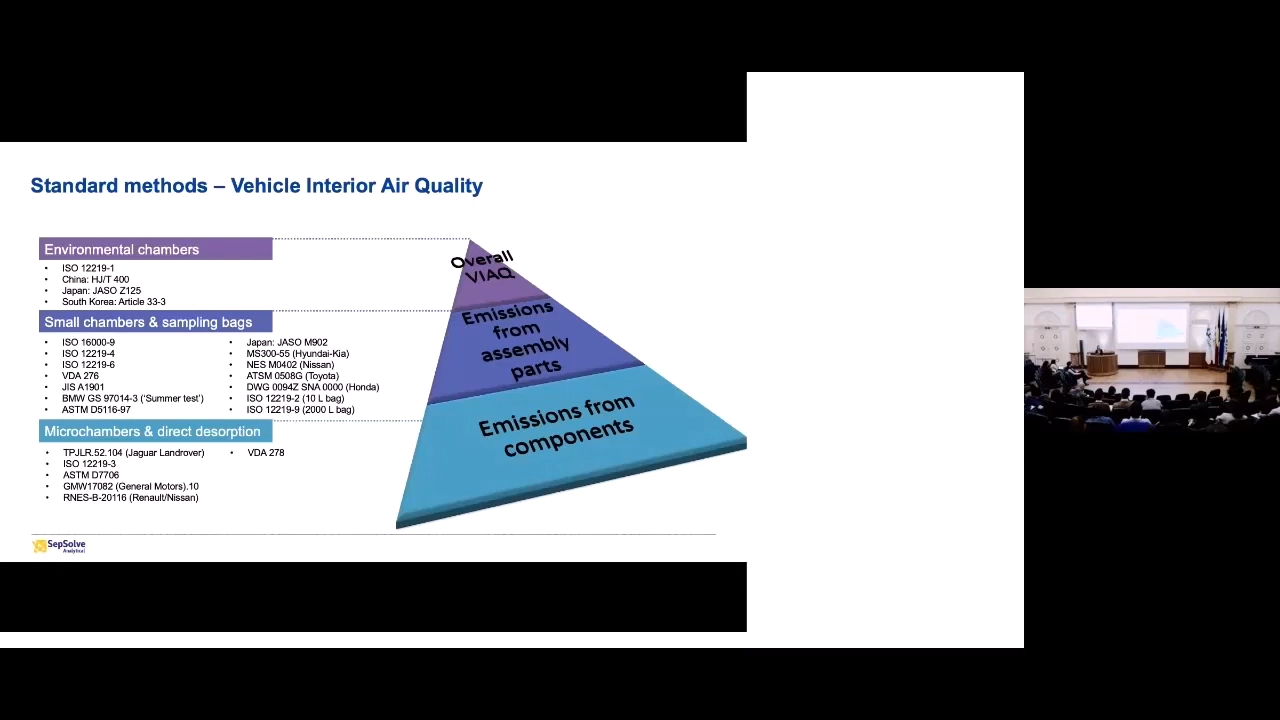 Standard methods – Vehicle Interior Air Quality
Environmental chambers
• ISO 12219-1
• China: HJ/T 400
• Japan: JASO Z125
• South Korea: Article 33-3
Small chambers & sampling bags
• ISO 16000-9
• ISO 12219-4
• ISO 12219-6
• VDA 276
• JIS A1901
• BMW GS 97014-3 (‘Summer test’)
• ASTM D5116-97
• Japan: JASO M902
• MS300-55 (Hyundai-Kia)
• NES M0402 (Nissan)
• ATSM 0508G (Toyota)
• DWG 0094Z SNA 0000 (Honda)
• ISO 12219-2 (10 L bag)
• ISO 12219-9 (2000 L bag)
Microchambers & direct desorption
• TPJLR.52.104 (Jaguar Landrover)
• ISO 12219-3
• ASTM D7706
• GMW17082 (General Motors).10
• RNES-B-20116 (Renault/Nissan)
• VDA 278
Overall
VIAQ
Emissions
from
assembly
parts
Emissions from
components
SepSolve
Analytical